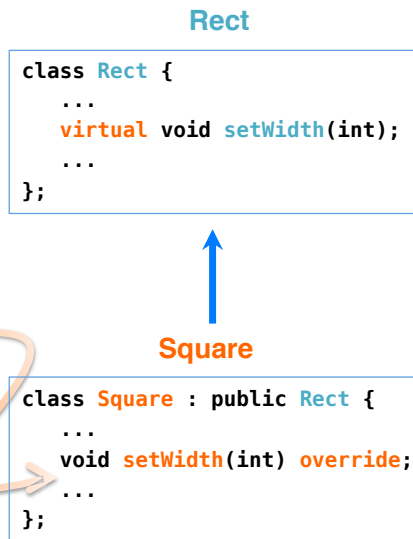 Rect
class Rect {
...
virtual void setWidth(int);
...
};
Square
class Square : public Rect {
...
void setWidth(int) override;
...
};